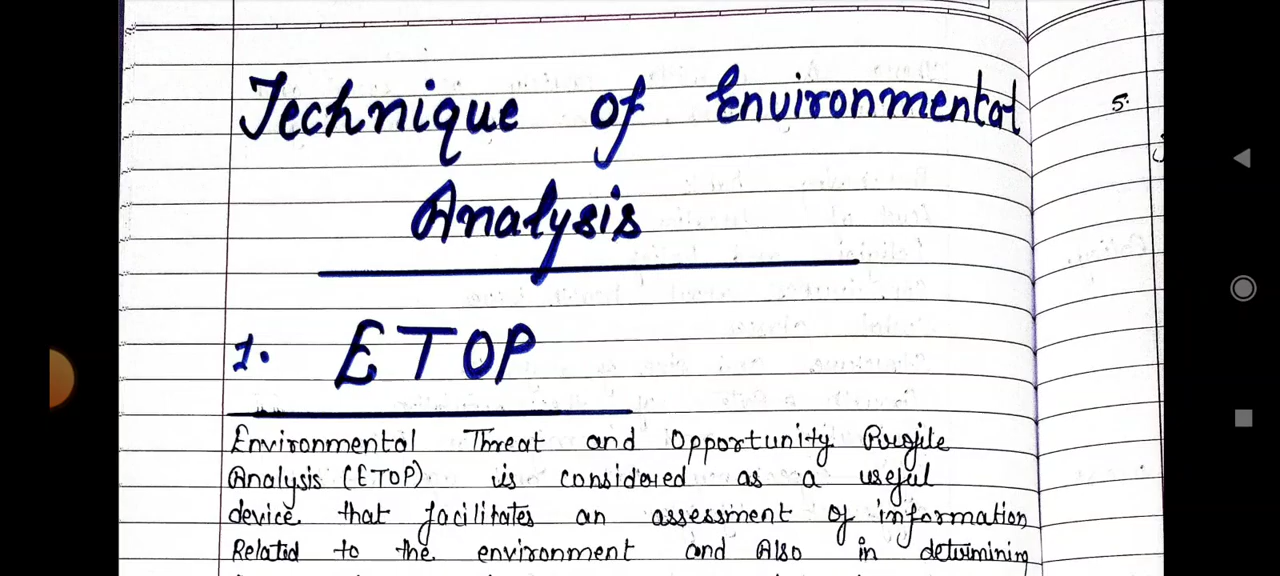 Technique of Environmental
Analysis
1. ETOP
Environmental Threat and Opportunity Profile
Analysis (ETOP) is considered as a useful
device that facilitates an assessment of information
Related to the environment and Also in determining
5.